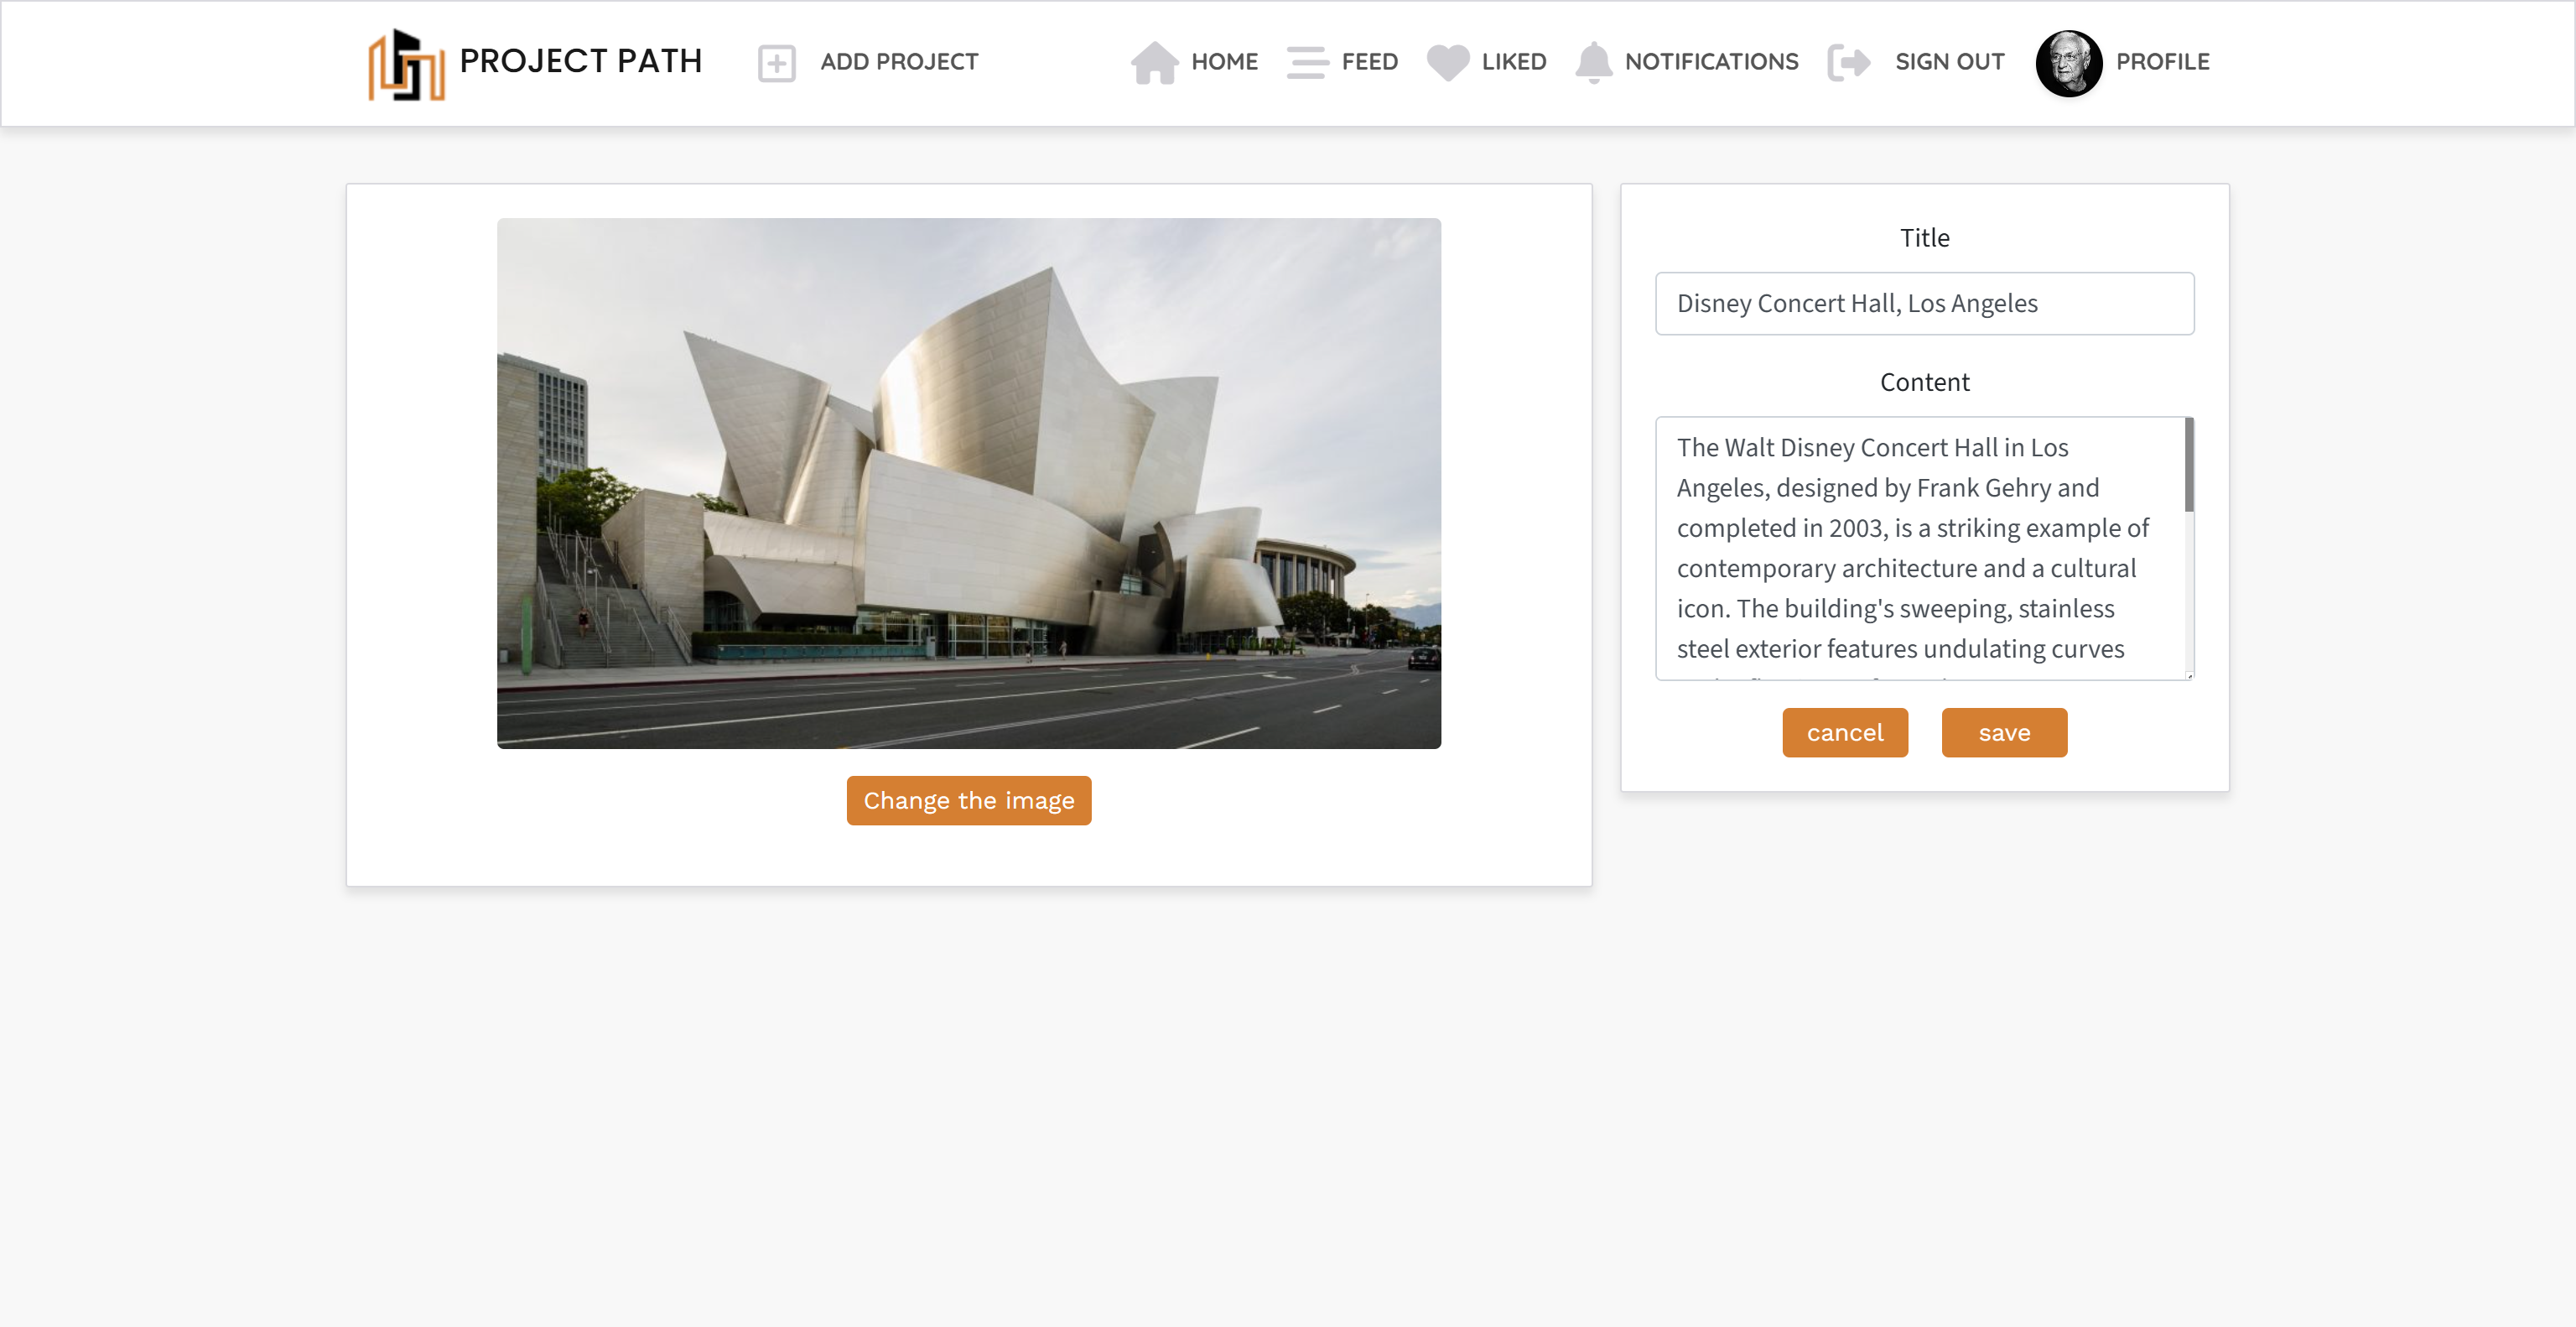 PROJECT PATH
ADD PROJECT
HOME
FEED
LIKED
NOTIFICATIONS
SIGN OUT
PROFILE
Title
Disney Concert Hall, Los Angeles
Content
The Walt Disney Concert Hall in Los
Angeles, designed by Frank Gehry and
completed in 2003, is a striking example of
contemporary architecture and a cultural
icon. The building's sweeping, stainless
steel exterior features undulating curves
cancel
save
Change the image